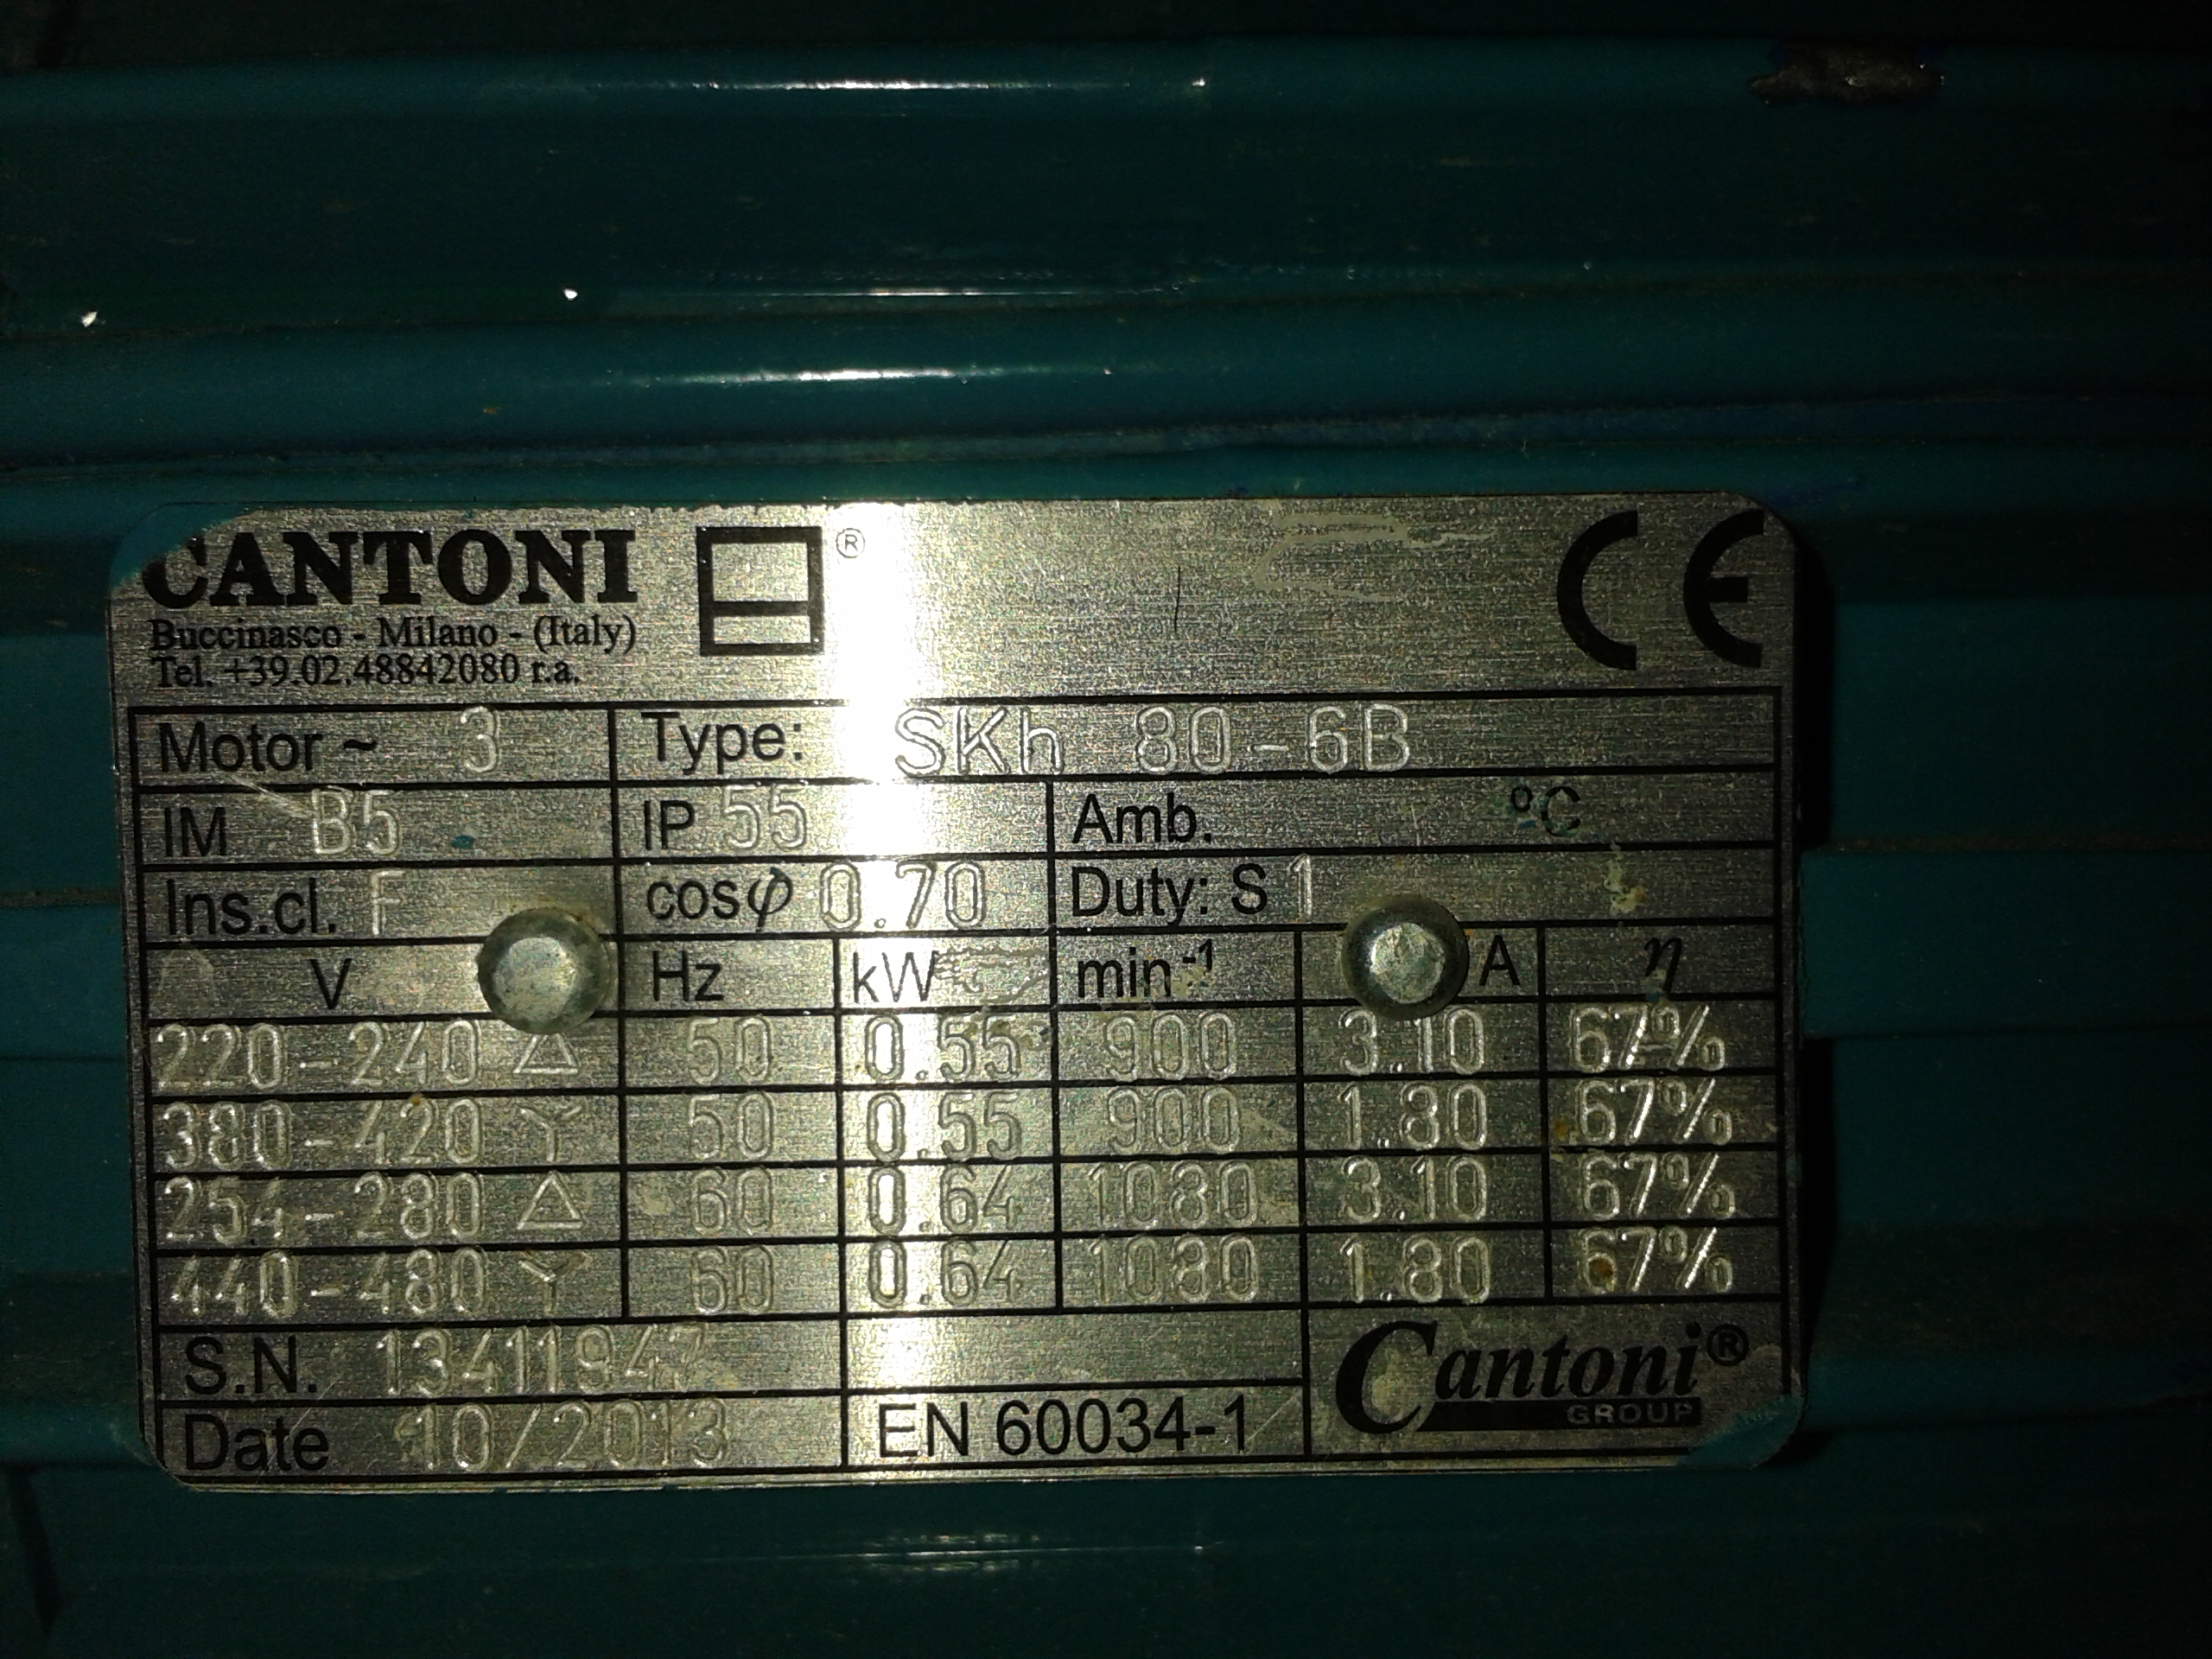 CANTONI ®
Buccinasco - Milano - (Italy)
Tel. +39.02.48842080 r.a.
CE
Motor ~ 3 Type: SKh 80-6B
IM B5 IP 55 Amb. °C
Ins.cl. F cosφ 0.70 Duty: S 1
V Hz kW min-1 A η
220-240 △ 50 0.55 900 3.10 67%
380-420 Y 50 0.55 900 1.80 67%
254-280 △ 60 0.64 1080 3.10 67%
440-480 Y 60 0.64 1080 1.80 67%
S.N. 13411947
Date 10/2013 EN 60034-1
Cantoni®
GROUP